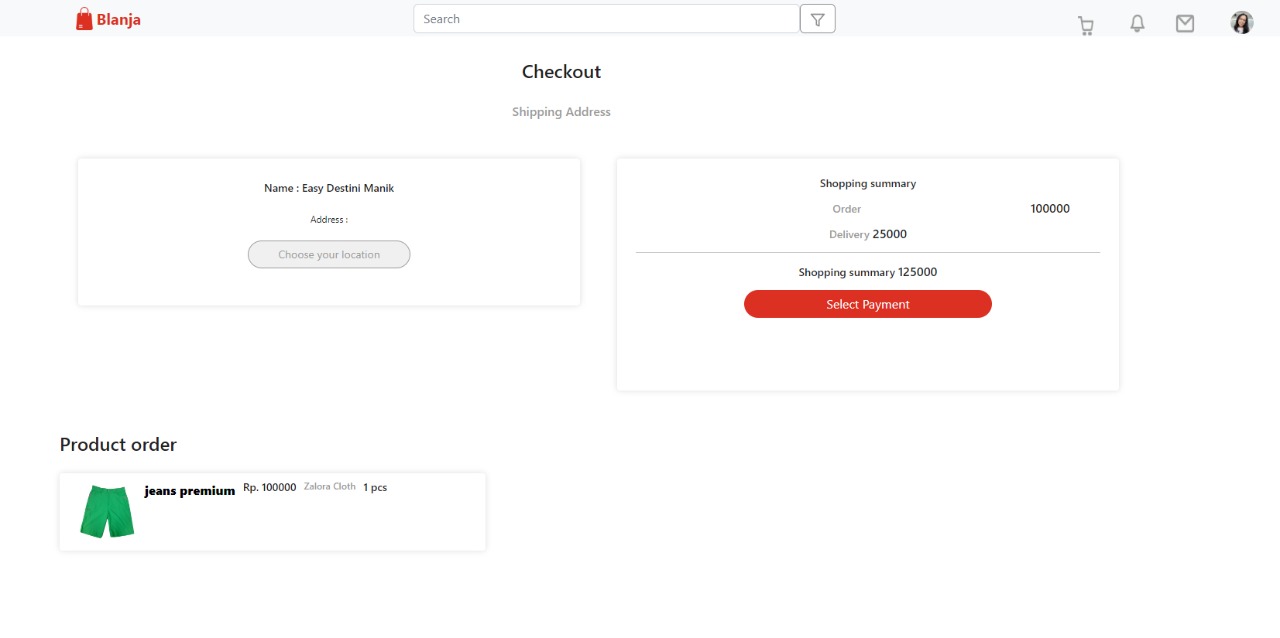 Blanja
Search
Checkout
Shipping Address
Name : Easy Destini Manik
Address :
Choose your location
Shopping summary
Order 100000
Delivery 25000
Shopping summary 125000
Select Payment
Product order
jeans premium Rp. 100000 Zalora Cloth 1 pcs